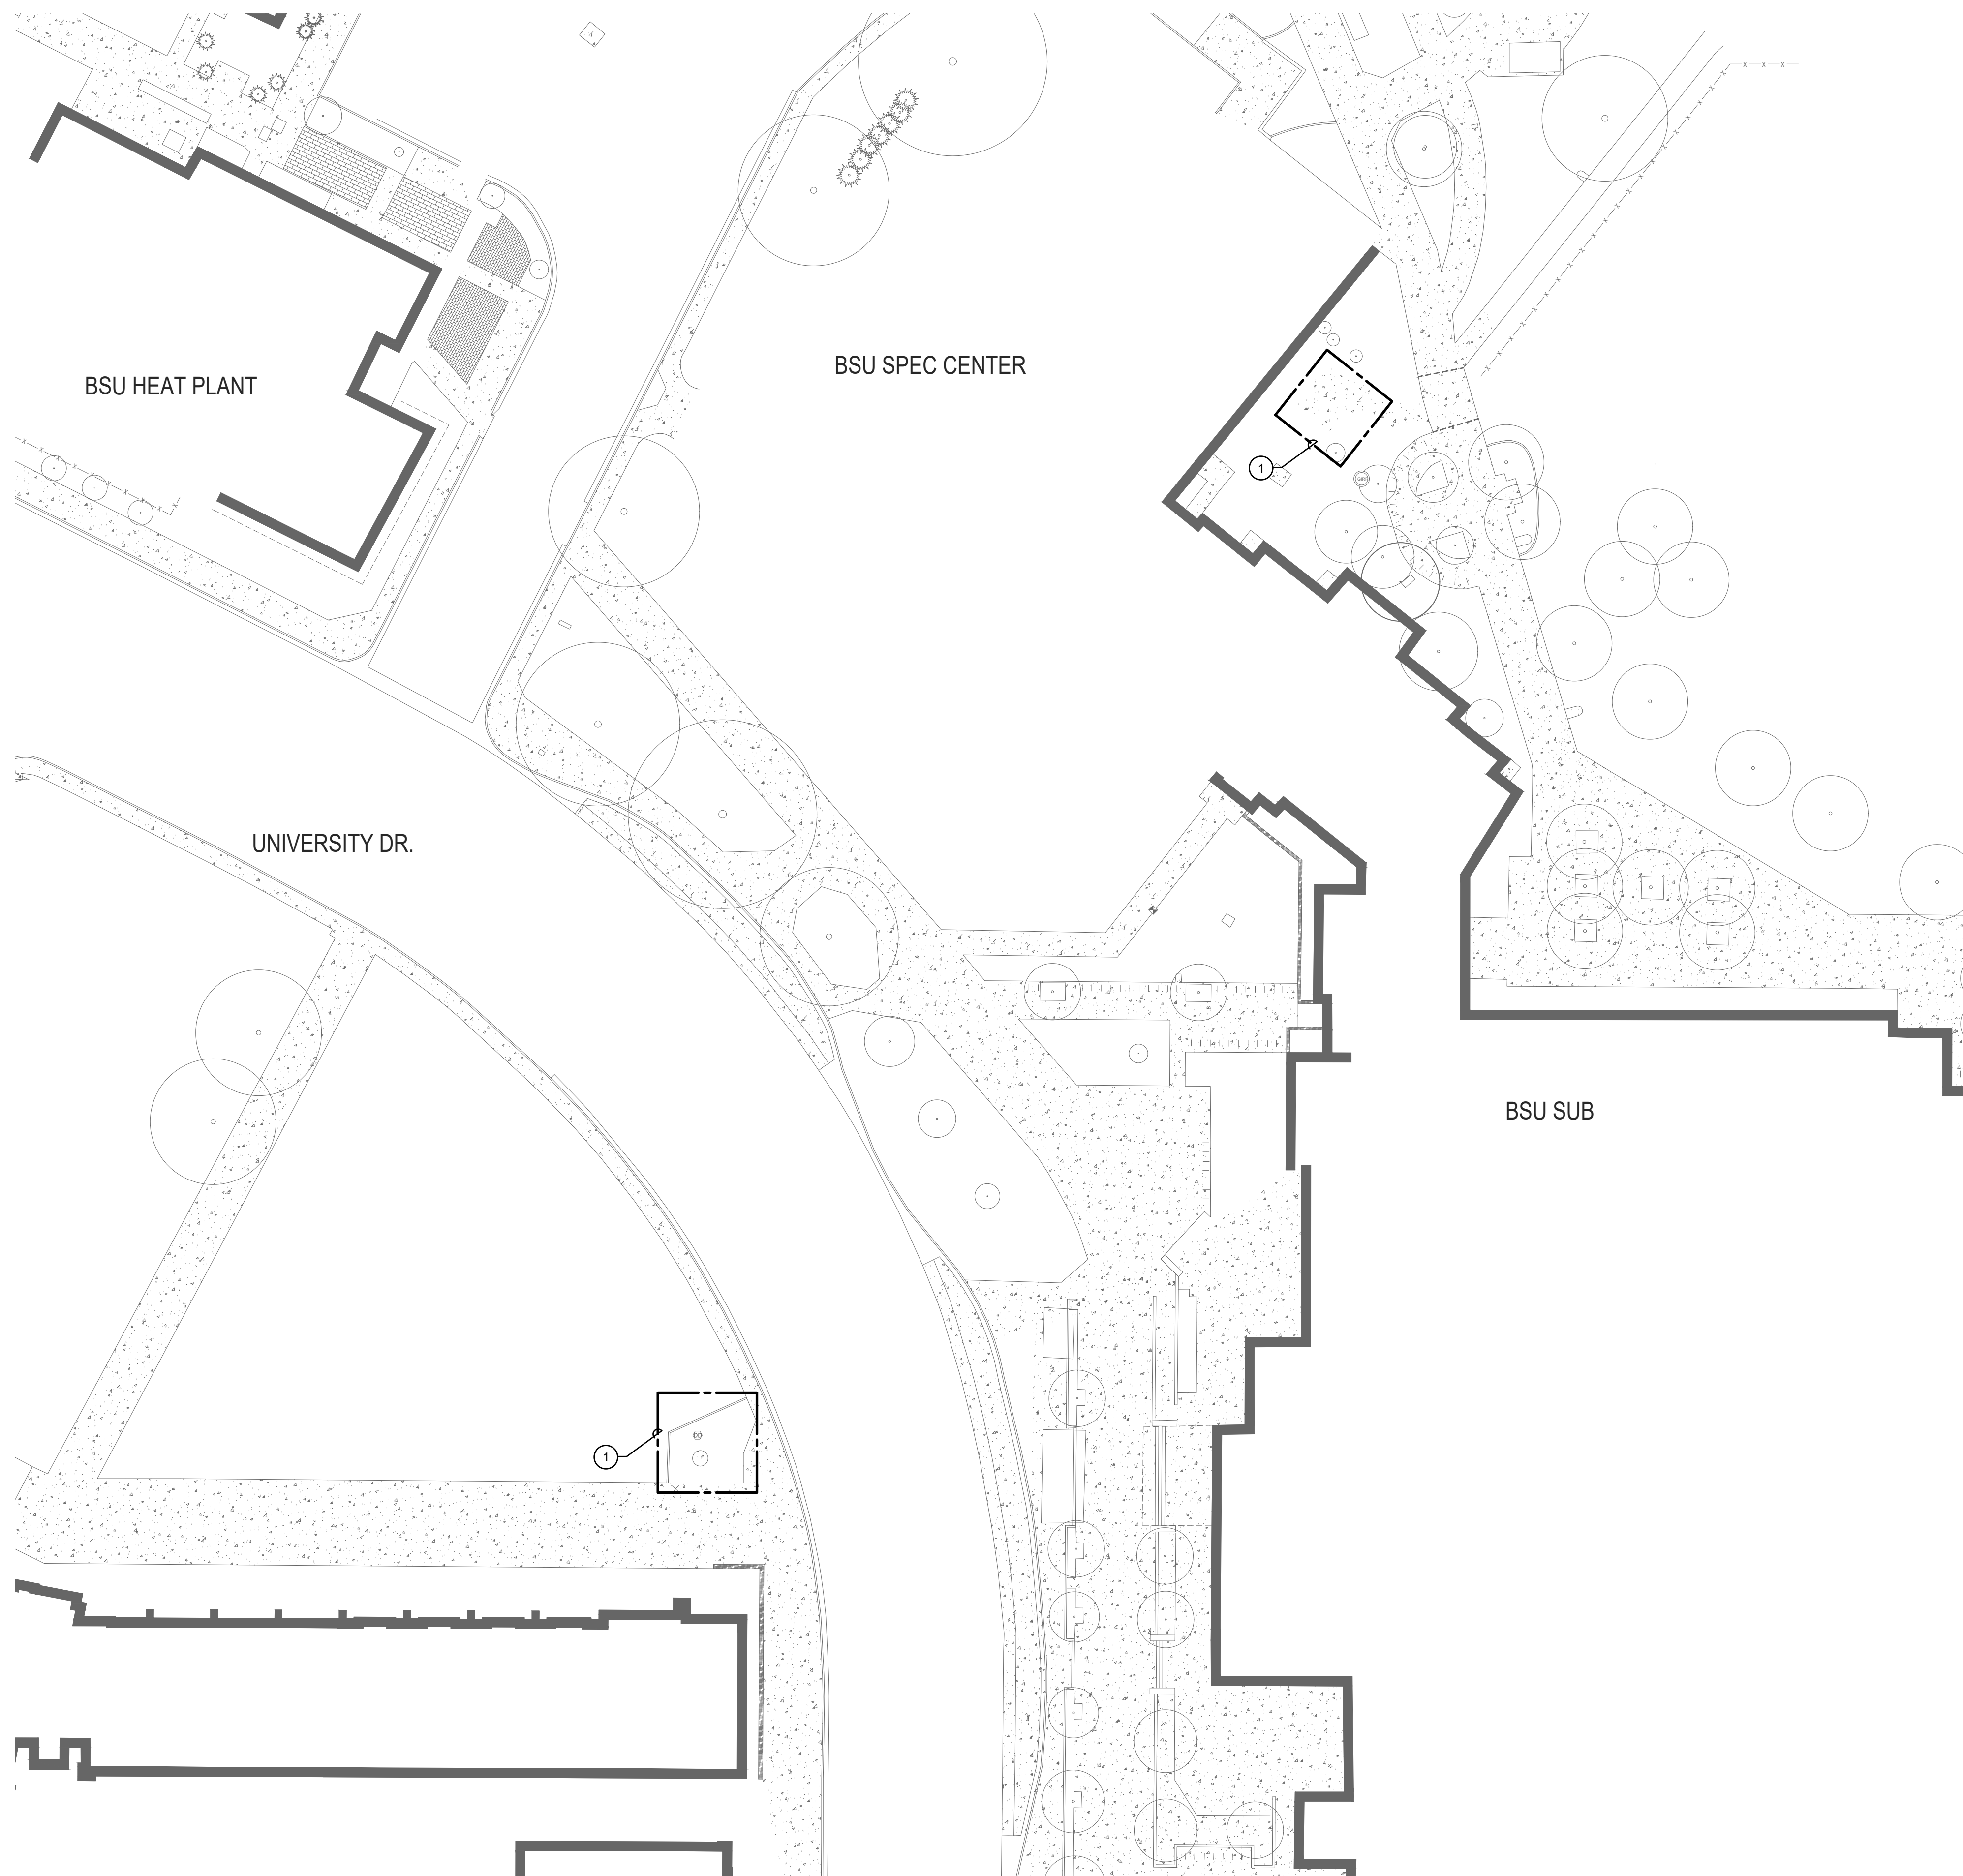 BSU SPEC CENTER
BSU HEAT PLANT
1
UNIVERSITY DR.
BSU SUB
1